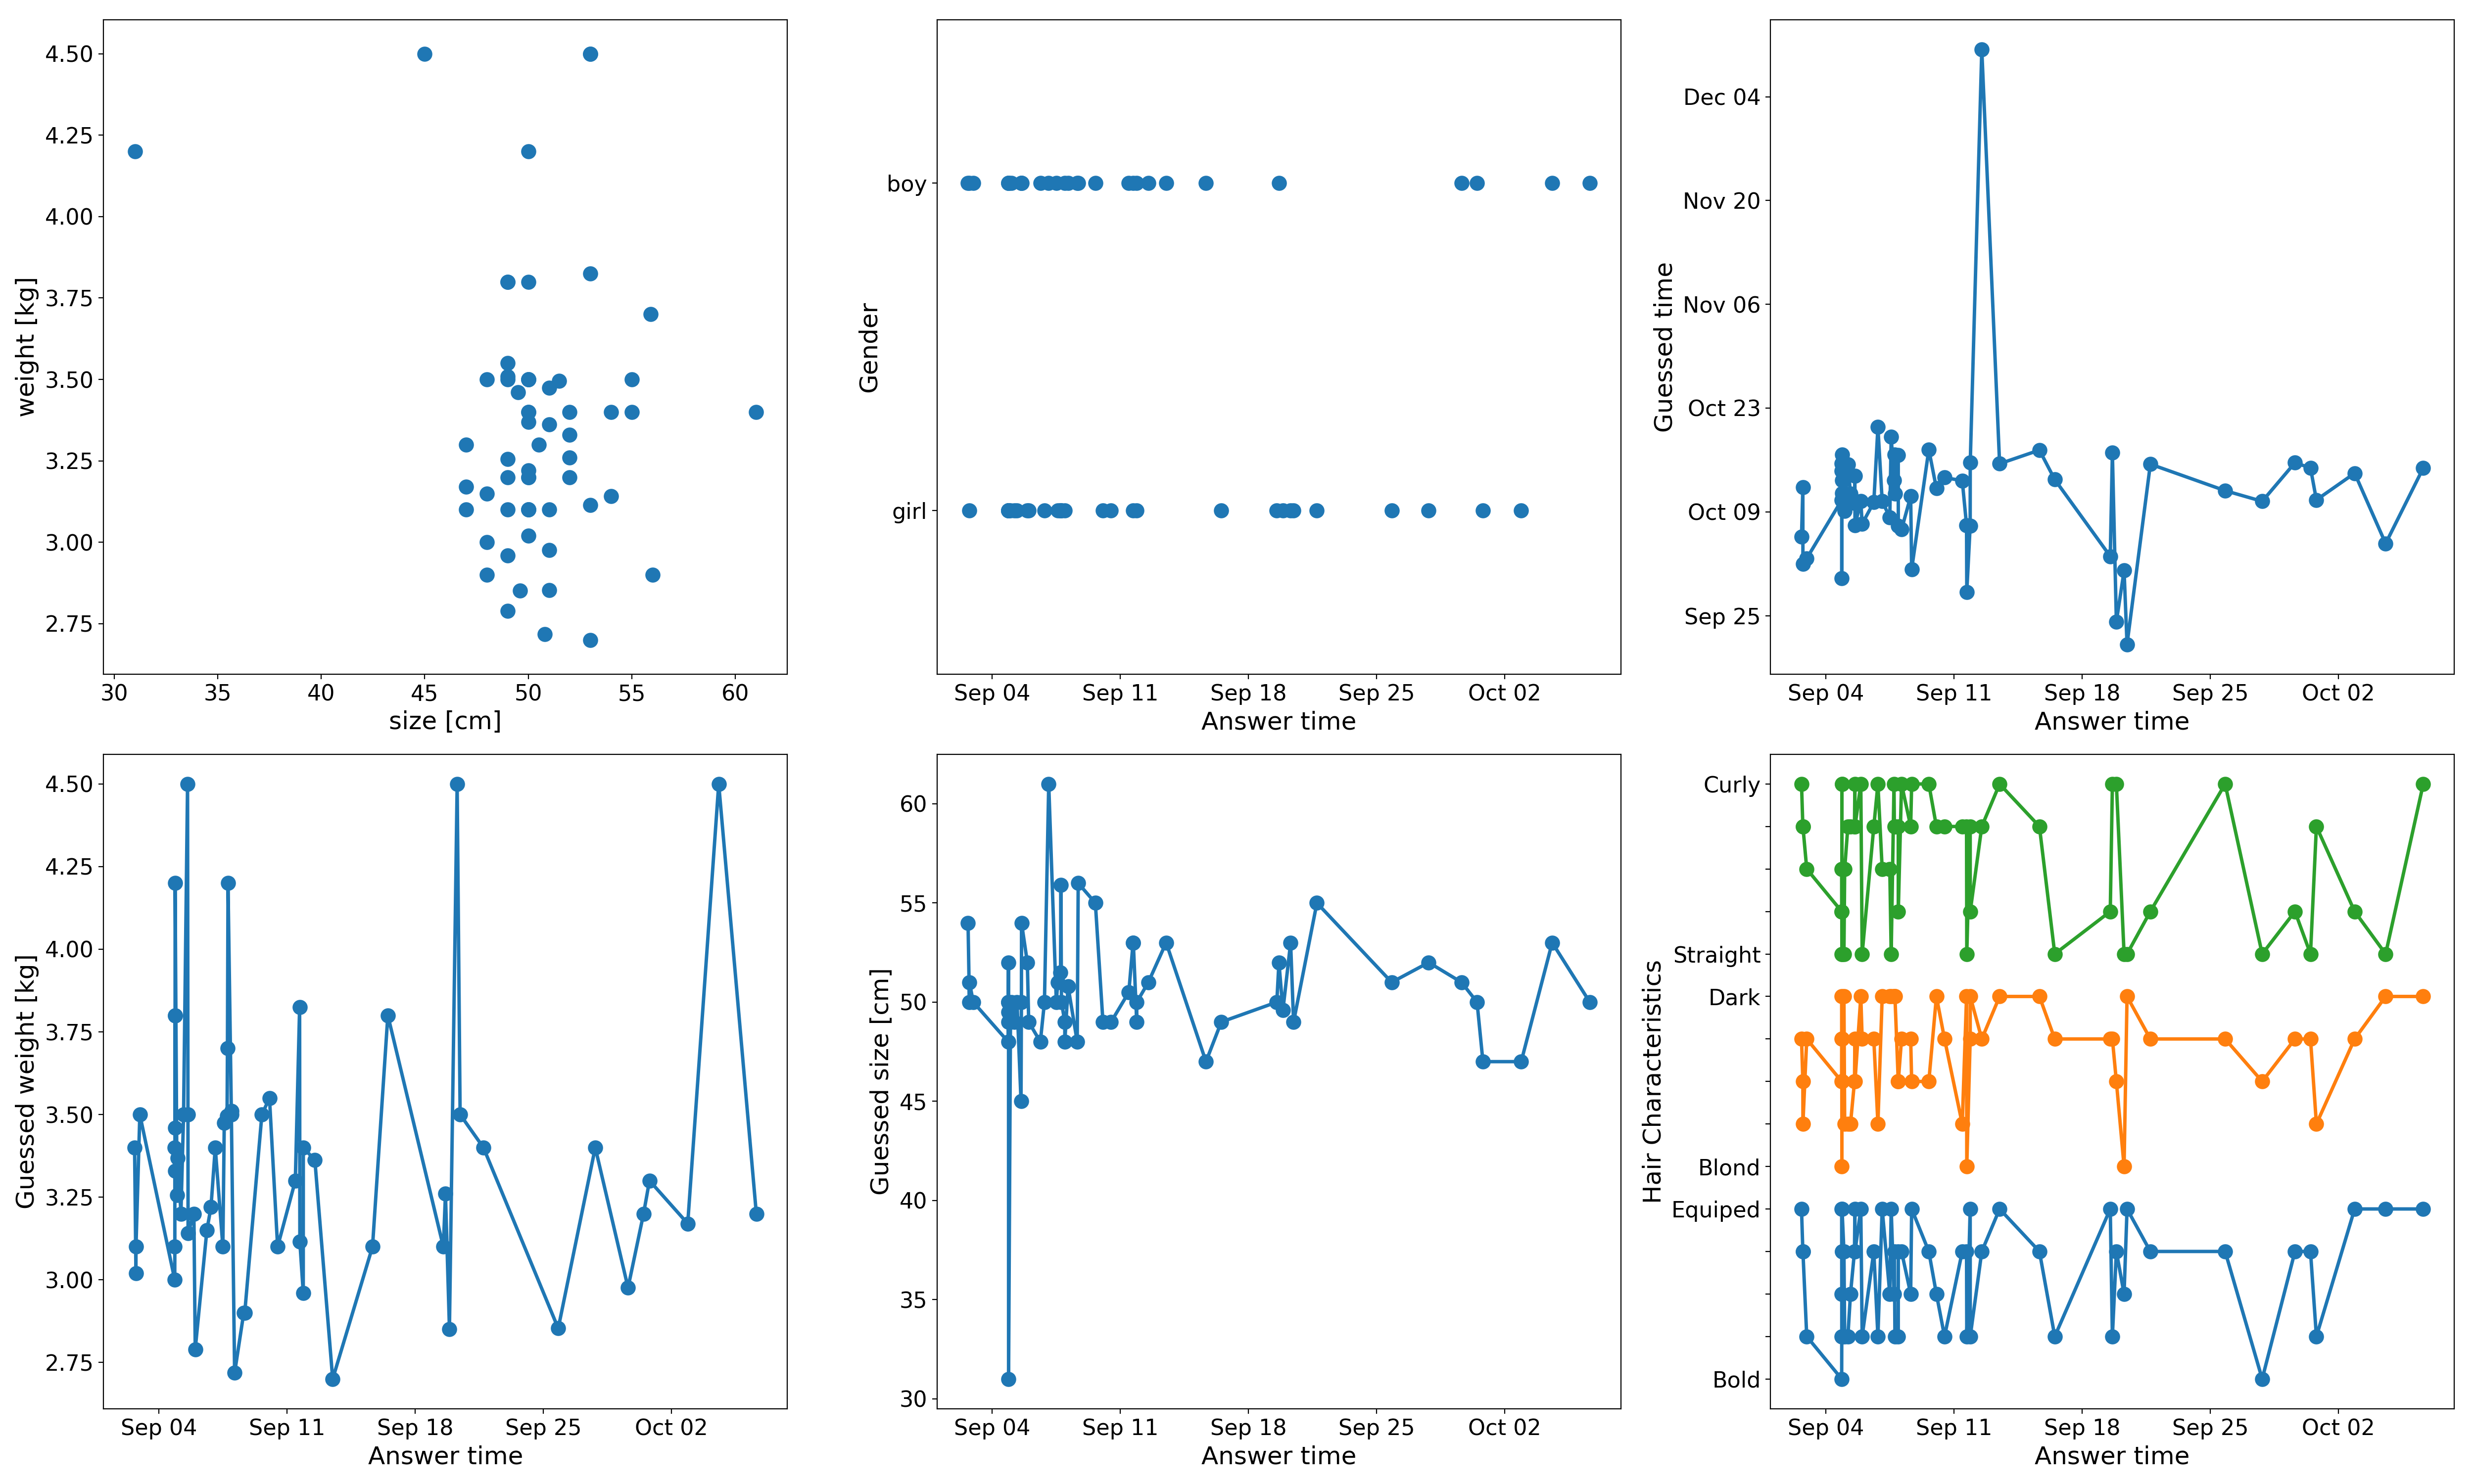 4.50
4.25
4.00
3.75
3.50
3.25
3.00
2.75
weight [kg]
30 35 40 45 50 55 60
size [cm]
boy
girl
Gender
Sep 04 Sep 11 Sep 18 Sep 25 Oct 02
Answer time
Dec 04
Nov 20
Nov 06
Oct 23
Oct 09
Sep 25
Guessed time
Sep 04 Sep 11 Sep 18 Sep 25 Oct 02
Answer time
4.50
4.25
4.00
3.75
3.50
3.25
3.00
2.75
Guessed weight [kg]
Sep 04 Sep 11 Sep 18 Sep 25 Oct 02
Answer time
60
55
50
45
40
35
30
Guessed size [cm]
Sep 04 Sep 11 Sep 18 Sep 25 Oct 02
Answer time
Curly
Straight
Dark
Blond
Equiped
Bold
Hair Characteristics
Sep 04 Sep 11 Sep 18 Sep 25 Oct 02
Answer time